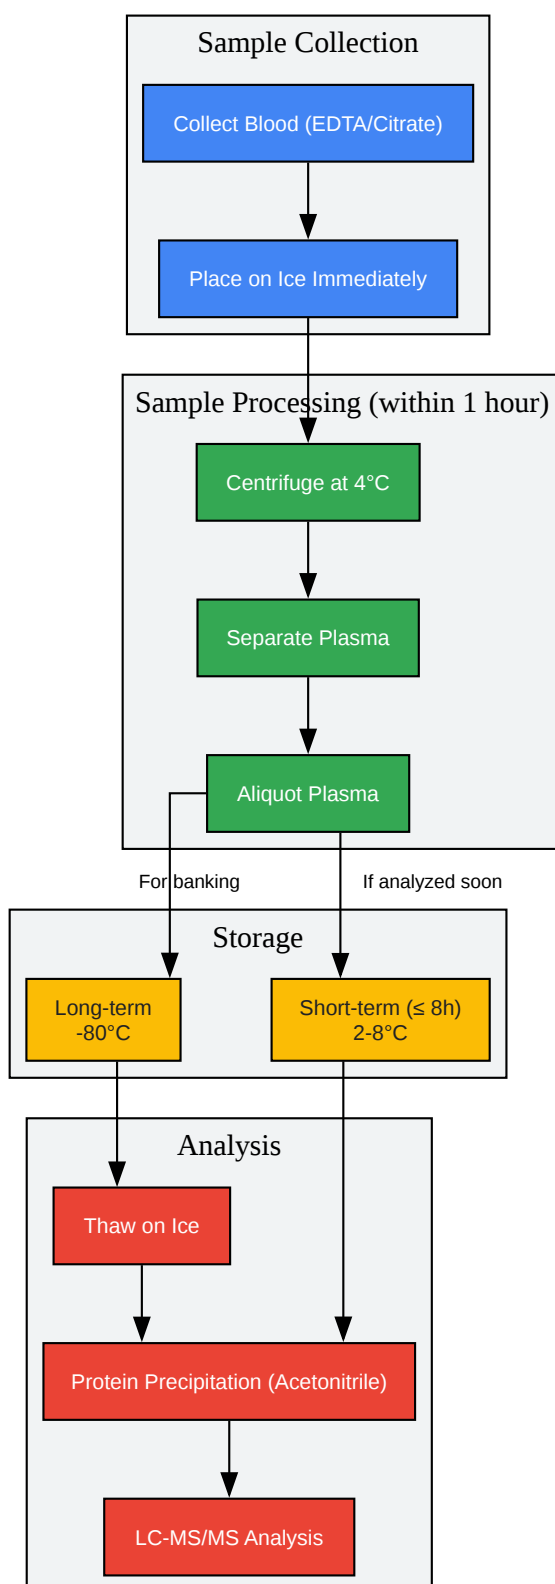 Sample Collection
Collect Blood (EDTA/Citrate)
Place on Ice Immediately
Sample Processing (within 1 hour)
Centrifuge at 4°C
Separate Plasma
Aliquot Plasma
For banking
If analyzed soon
Storage
Long-term
-80°C
Short-term (≤ 8h)
2-8°C
Analysis
Thaw on Ice
Protein Precipitation (Acetonitrile)
LC-MS/MS Analysis